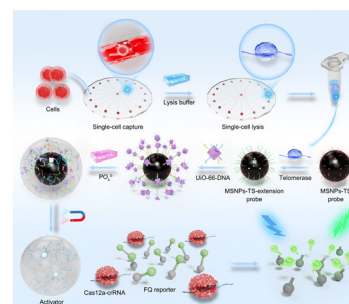 Cells
Single-cell capture
Lysis buffer
Single-cell lysis
PO₄³⁻
UiO-66-DNA
MSNPs-TS-extension
probe
Telomerase
MSNPs-TS
probe
Activator
Cas12a-crRNA
FQ reporter